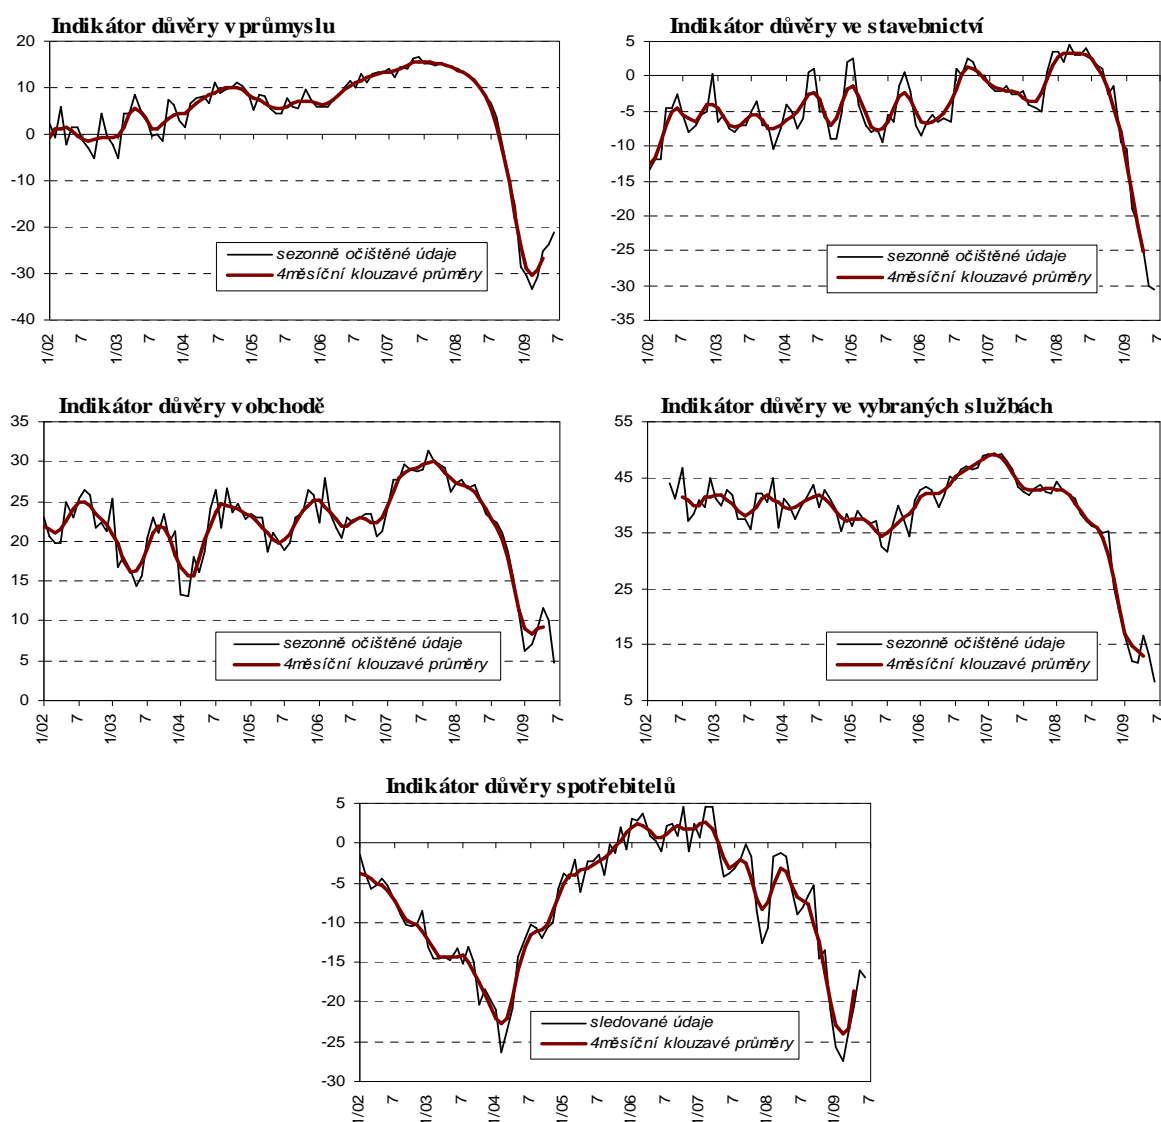 Indikátor důvěry v průmyslu
20
10
0
-10
-20
-30
-40
sezonně očištěné údaje
4měsíční klouzavé průměry
1/02 7 1/03 7 1/04 7 1/05 7 1/06 7 1/07 7 1/08 7 1/09 7
Indikátor důvěry ve stavebnictví
5
0
-5
-10
-15
-20
-25
-30
-35
sezonně očištěné údaje
4měsíční klouzavé průměry
1/02 7 1/03 7 1/04 7 1/05 7 1/06 7 1/07 7 1/08 7 1/09 7
Indikátor důvěry v obchodě
35
30
25
20
15
10
5
0
sezonně očištěné údaje
4měsíční klouzavé průměry
1/02 7 1/03 7 1/04 7 1/05 7 1/06 7 1/07 7 1/08 7 1/09 7
Indikátor důvěry ve vybraných službách
55
45
35
25
15
5
sezonně očištěné údaje
4měsíční klouzavé průměry
1/02 7 1/03 7 1/04 7 1/05 7 1/06 7 1/07 7 1/08 7 1/09 7
Indikátor důvěry spotřebitelů
5
0
-5
-10
-15
-20
-25
-30
sledované údaje
4měsíční klouzavé průměry
1/02 7 1/03 7 1/04 7 1/05 7 1/06 7 1/07 7 1/08 7 1/09 7